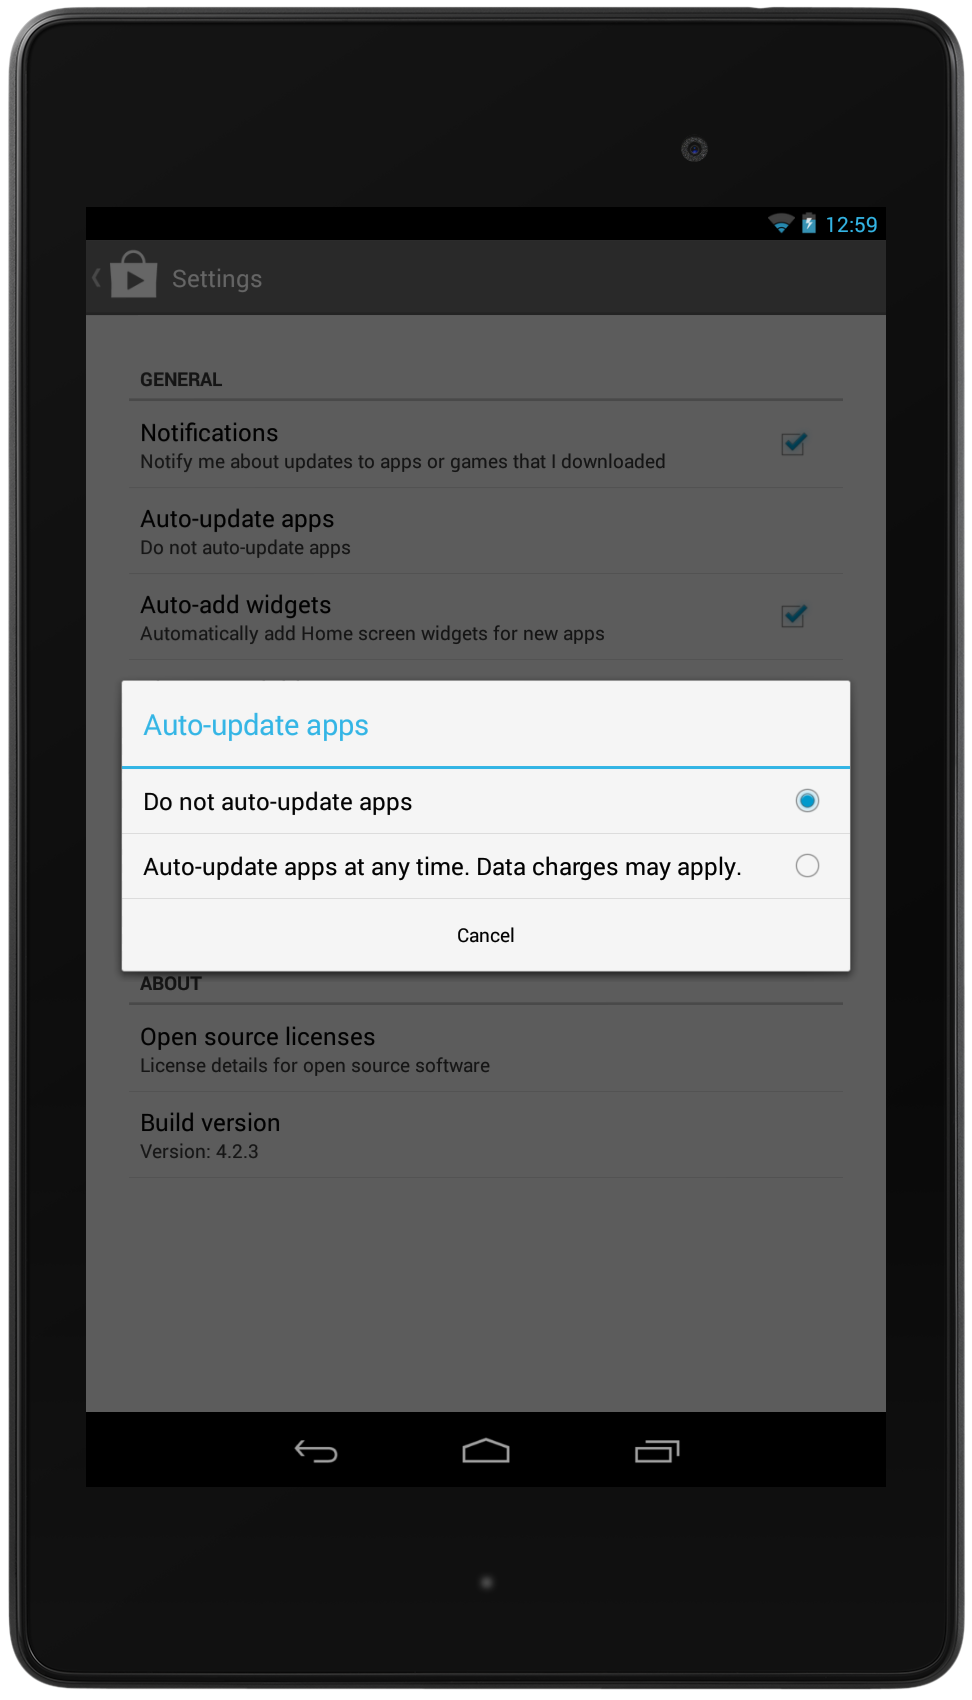 12:59
Settings
GENERAL
Notifications
Notify me about updates to apps or games that I downloaded
Auto-update apps
Do not auto-update apps
Auto-add widgets
Automatically add Home screen widgets for new apps
Auto-update apps
Do not auto-update apps
Auto-update apps at any time. Data charges may apply.
Cancel
ABOUT
Open source licenses
License details for open source software
Build version
Version: 4.2.3